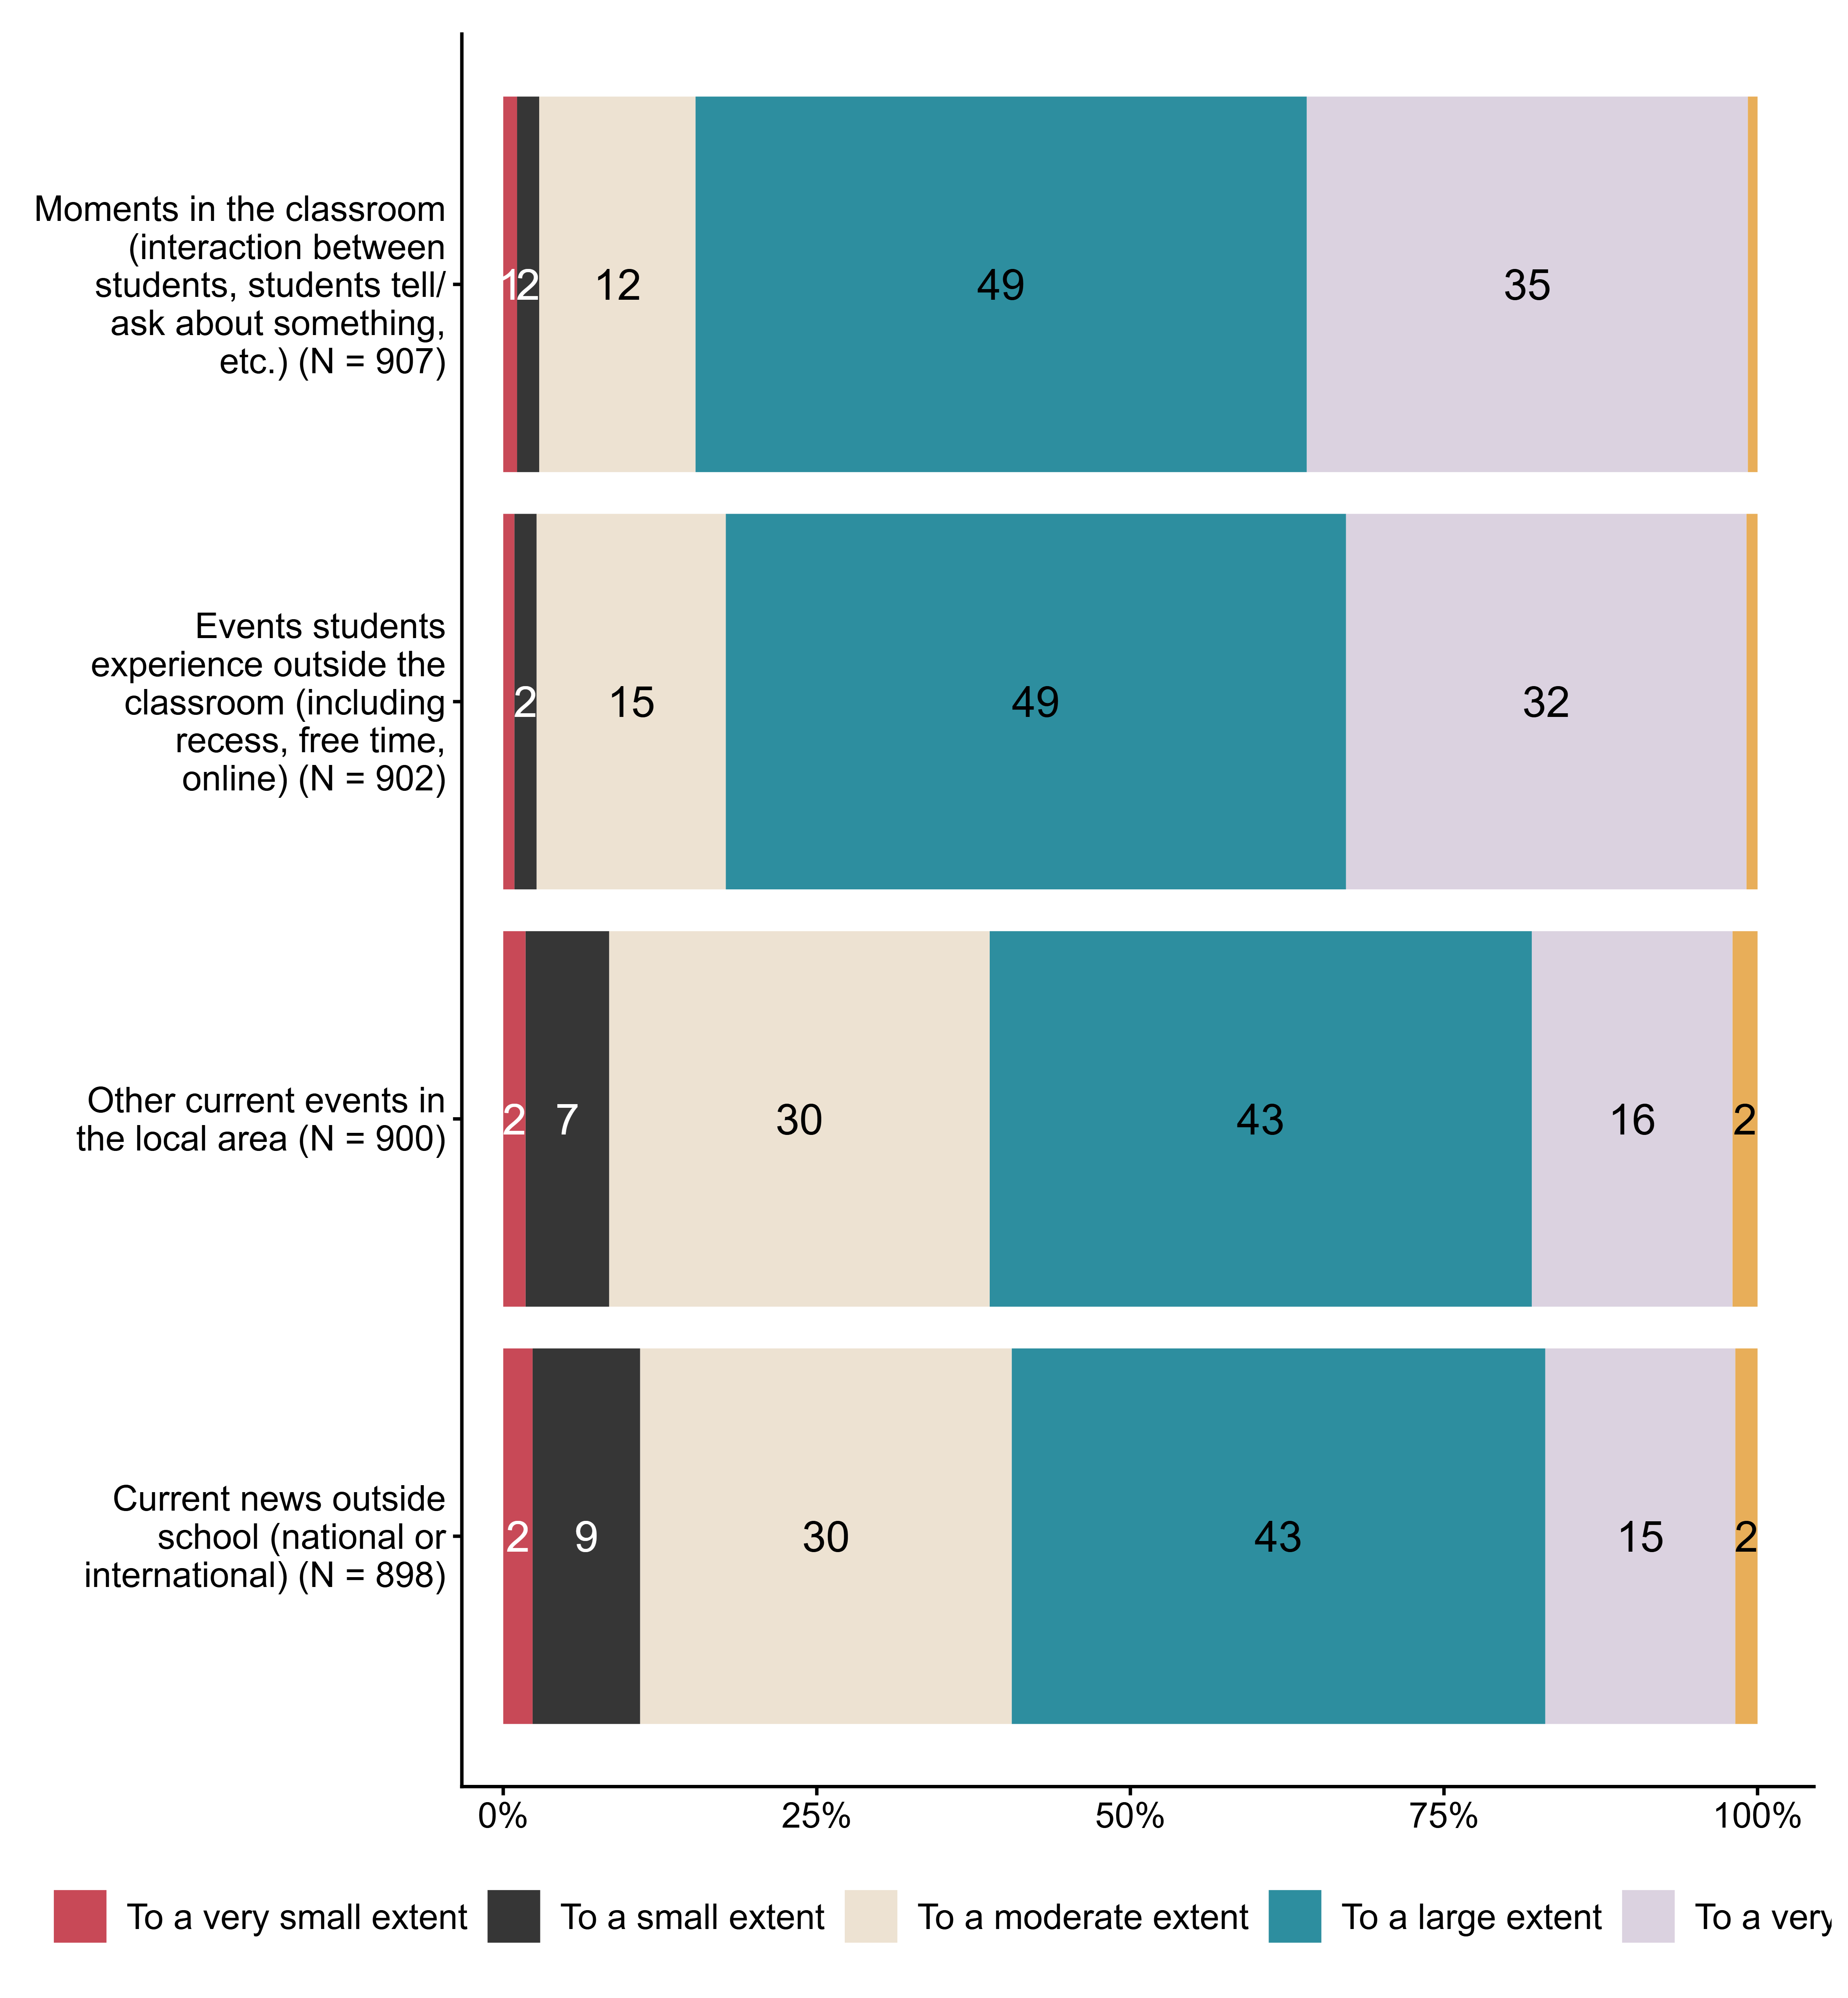 Moments in the classroom
(interaction between
students, students tell/
ask about something,
etc.) (N = 907)
1 2 12 49 35
Events students
experience outside the
classroom (including
recess, free time,
online) (N = 902)
2 15 49 32
Other current events in
the local area (N = 900)
2 7 30 43 16 2
Current news outside
school (national or
international) (N = 898)
2 9 30 43 15 2
0% 25% 50% 75% 100%
To a very small extent To a small extent To a moderate extent To a large extent To a very